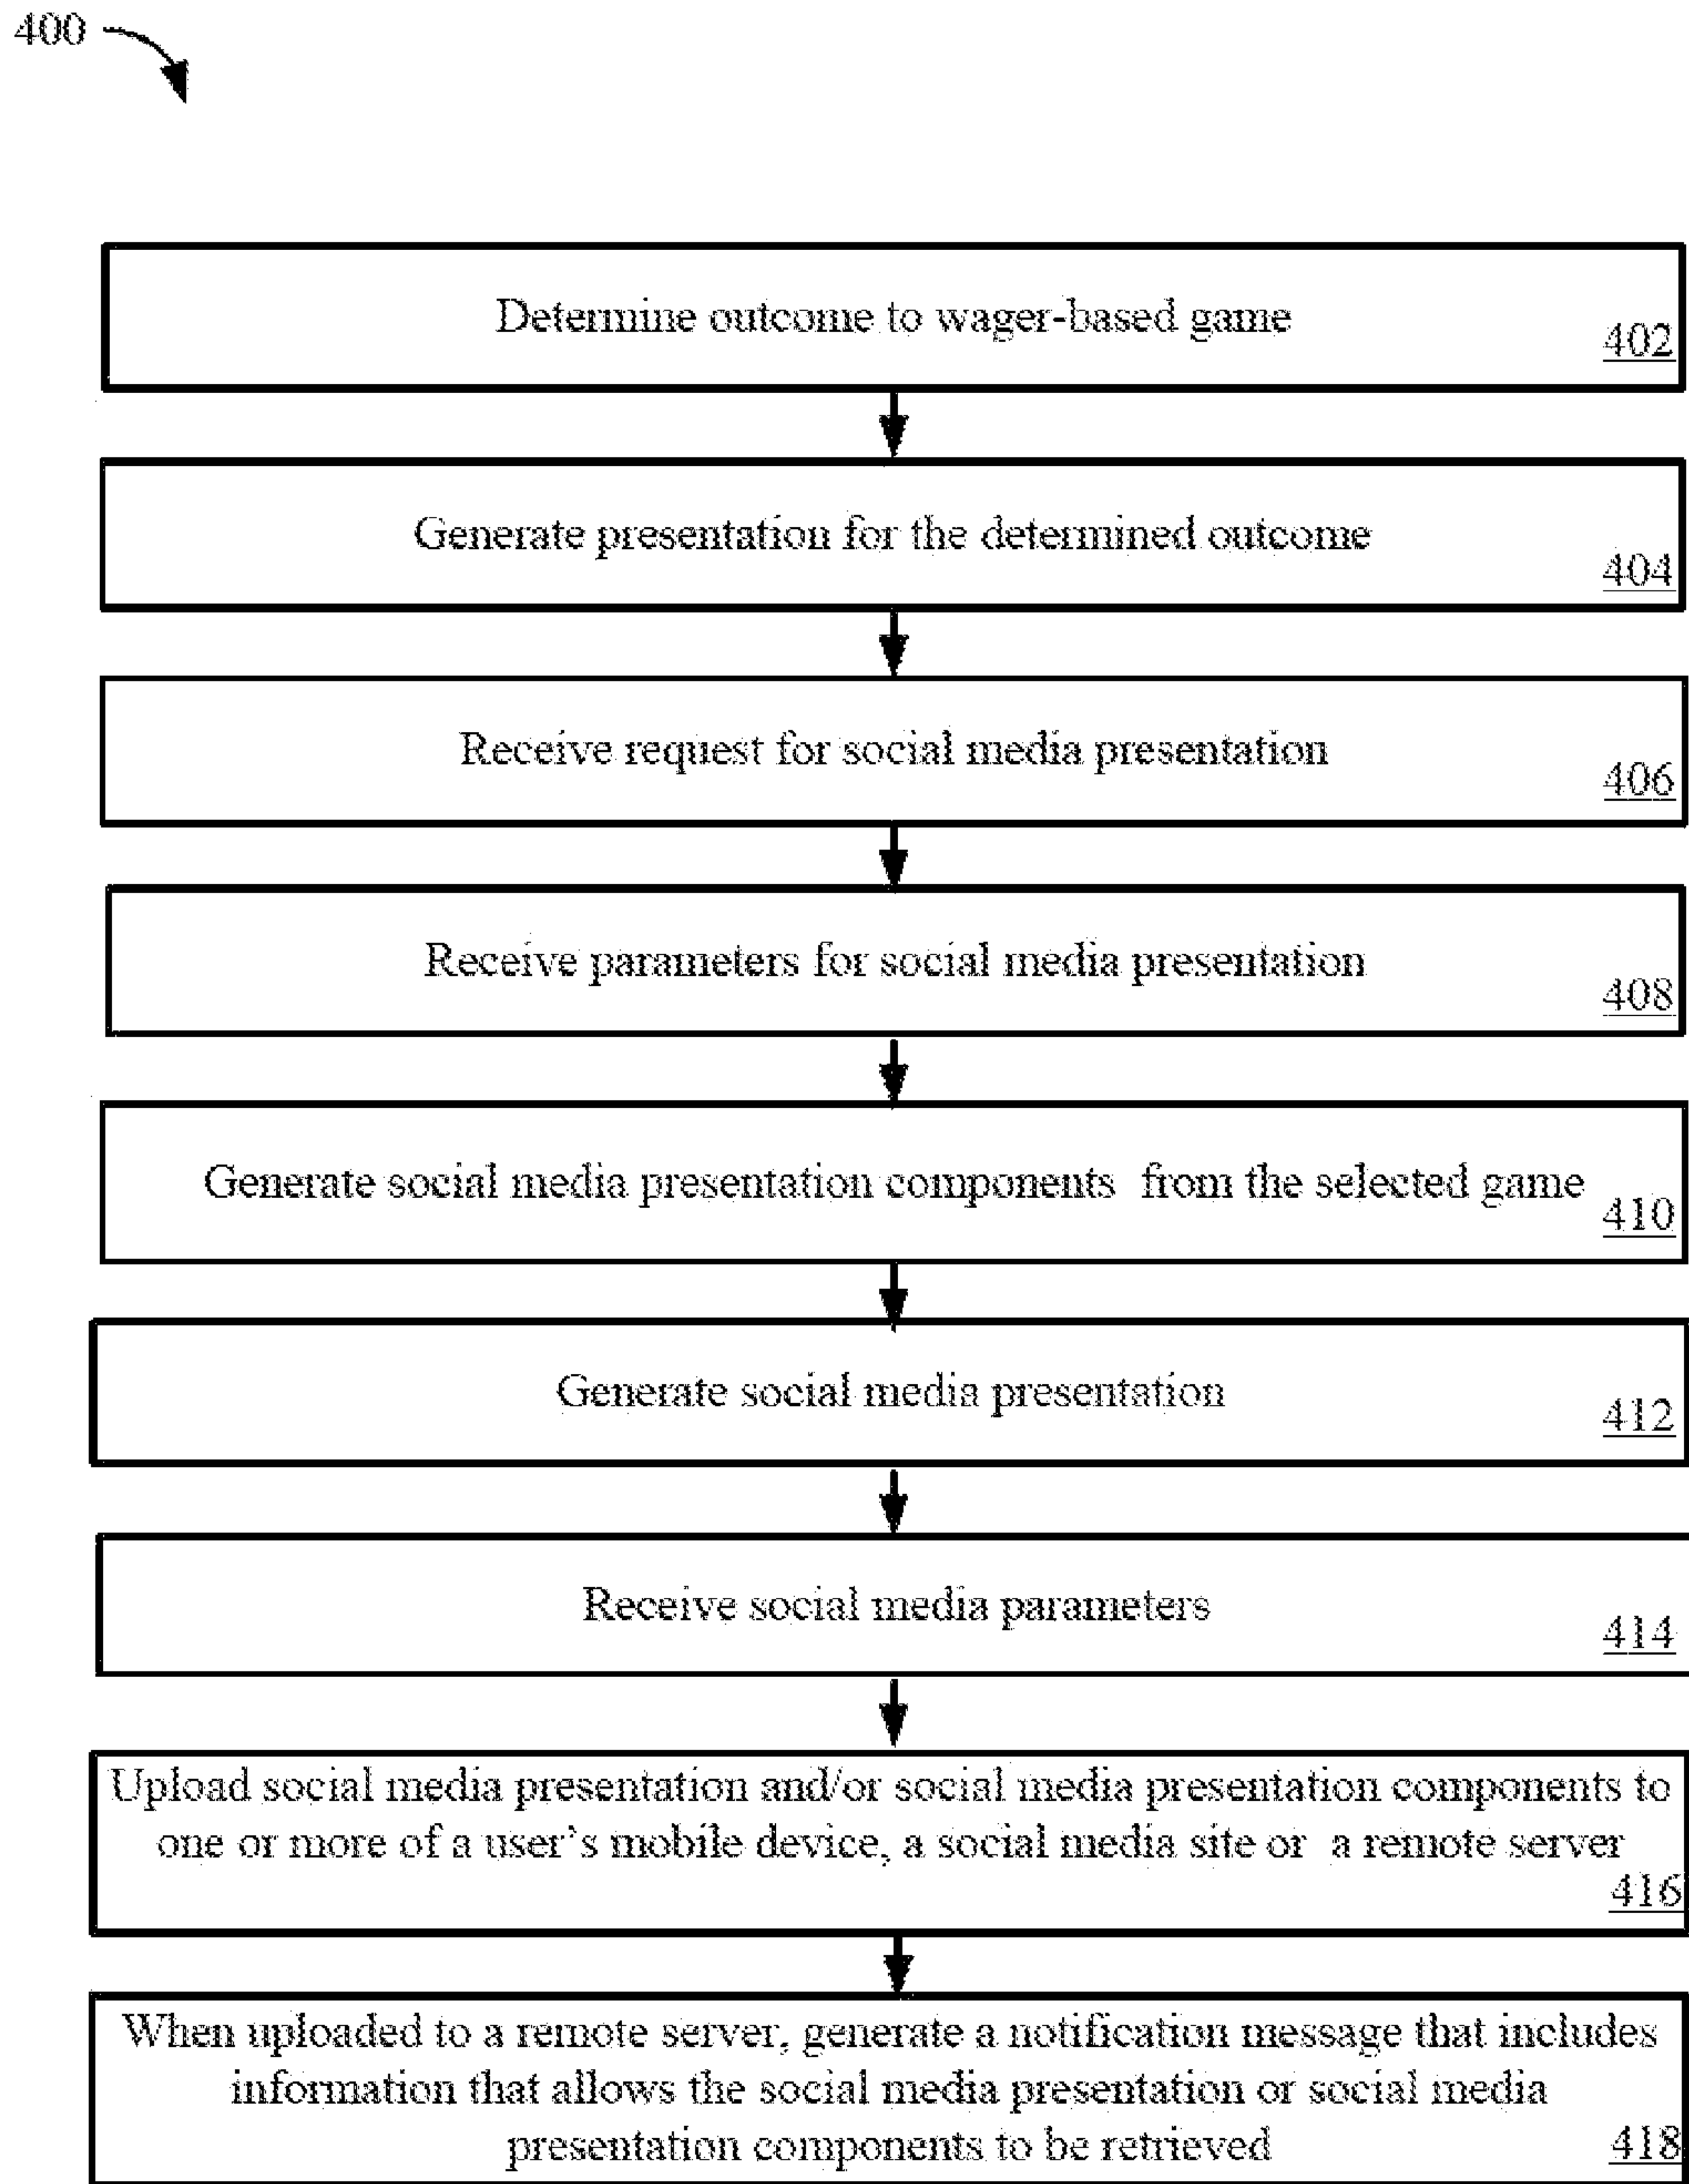 400
Determine outcome to wager-based game
402
Generate presentation for the determined outcome
404
Receive request for social media presentation
406
Receive parameters for social media presentation
408
Generate social media presentation components from the selected game
410
Generate social media presentation
412
Receive social media parameters
414
Upload social media presentation and/or social media presentation components to
one or more of a user's mobile device, a social media site or a remote server
416
When uploaded to a remote server, generate a notification message that includes
information that allows the social media presentation or social media
presentation components to be retrieved
418